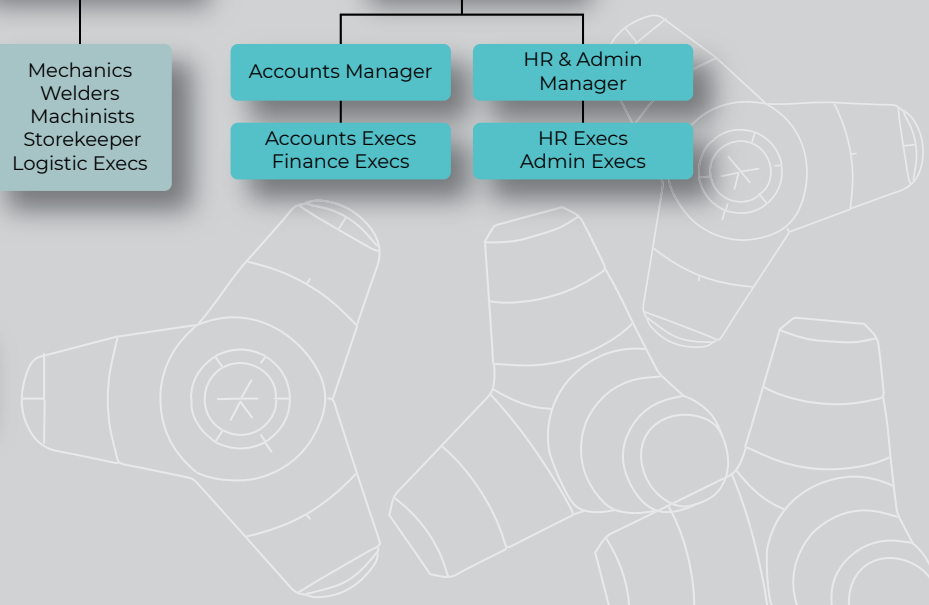 Mechanics
Welders
Machinists
Storekeeper
Logistic Execs
Accounts Manager
HR & Admin
Manager
Accounts Execs
Finance Execs
HR Execs
Admin Execs